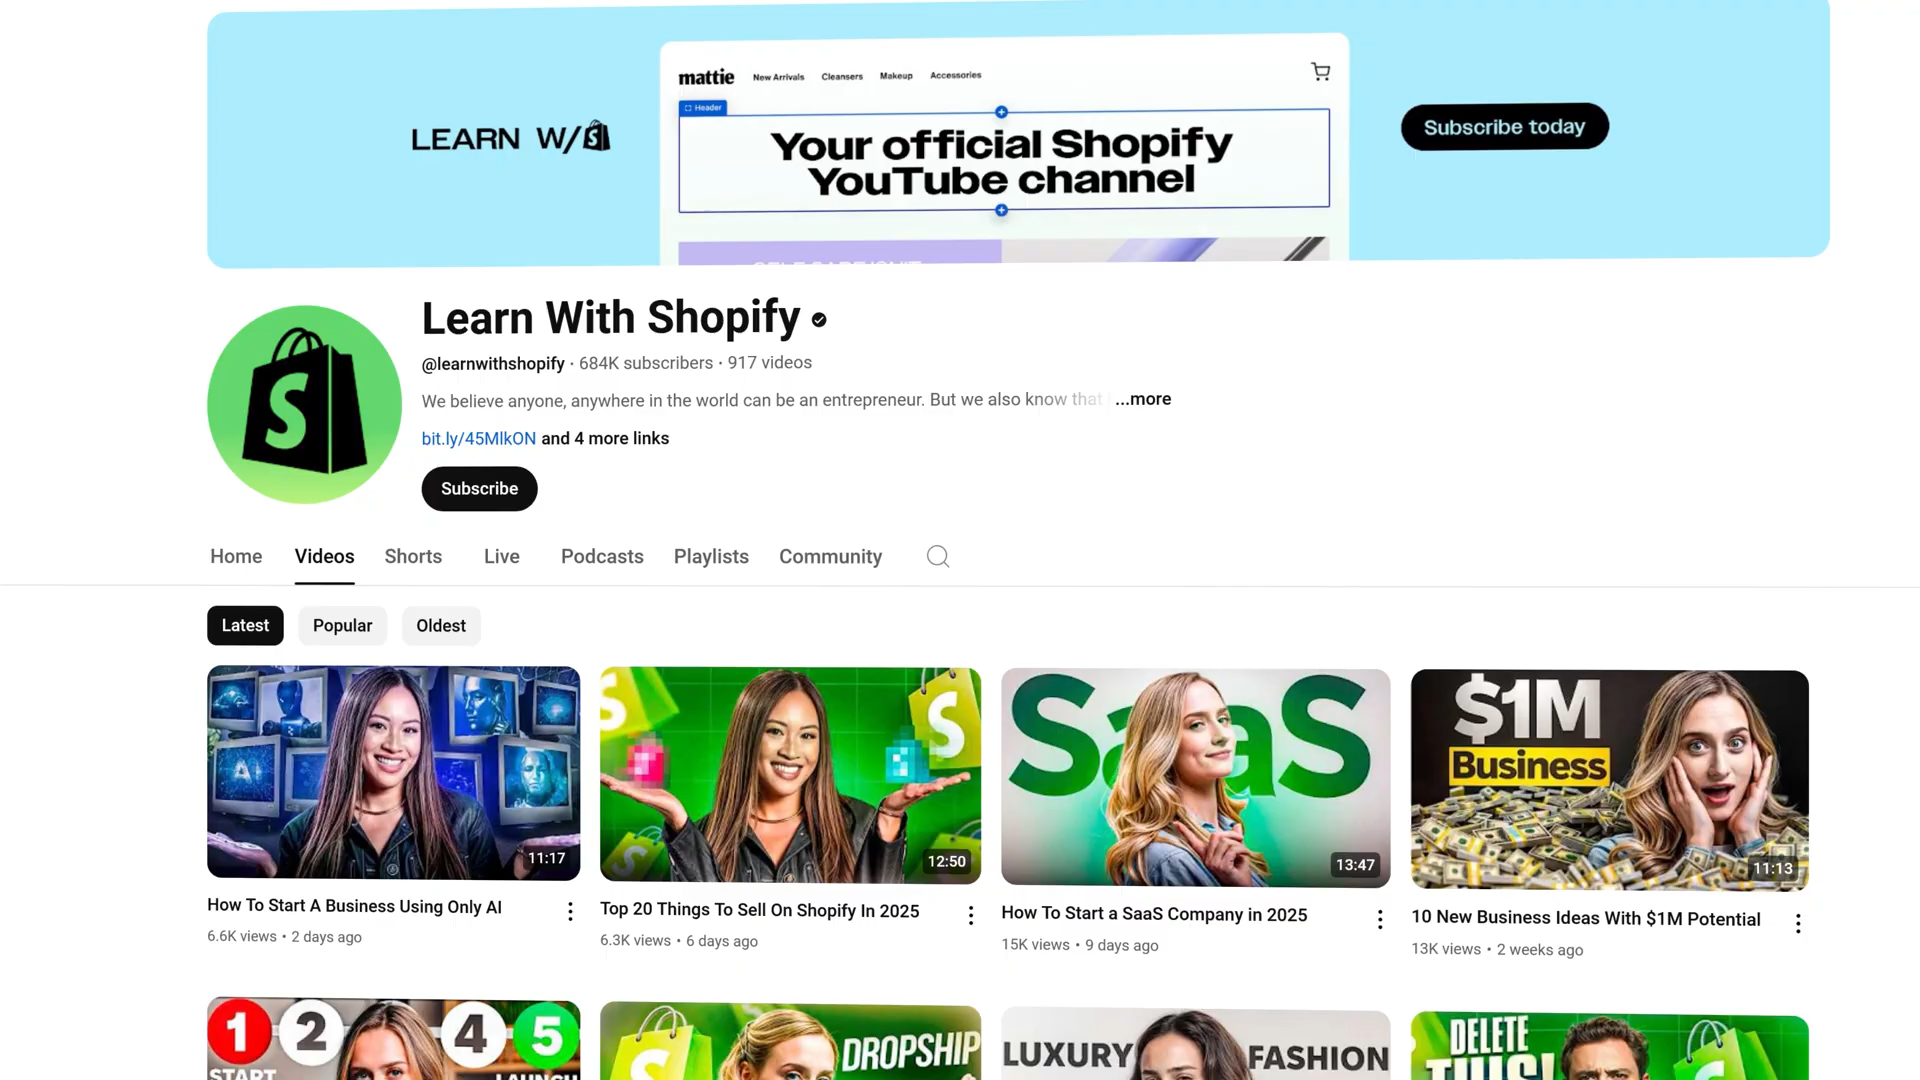 mattie New Arrivals Cleansers Makeup Accessories
Header
LEARN W/
Your official Shopify
YouTube channel
Subscribe today
Learn With Shopify
@learnwithshopify · 684K subscribers · 917 videos
We believe anyone, anywhere in the world can be an entrepreneur. But we also know that ...more
bit.ly/45MlkON and 4 more links
Subscribe
Home Videos Shorts Live Podcasts Playlists Community
Latest Popular Oldest
AI
11:17
S
S
S
12:50
SaaS
13:47
$1M
Business
11:13
How To Start A Business Using Only AI
6.6K views • 2 days ago
Top 20 Things To Sell On Shopify In 2025
6.3K views • 6 days ago
How To Start a SaaS Company in 2025
15K views • 9 days ago
10 New Business Ideas With $1M Potential
13K views • 2 weeks ago
1 2 4 5
START
DROPSHIP
LUXURY FASHION
DELETE
THIS!